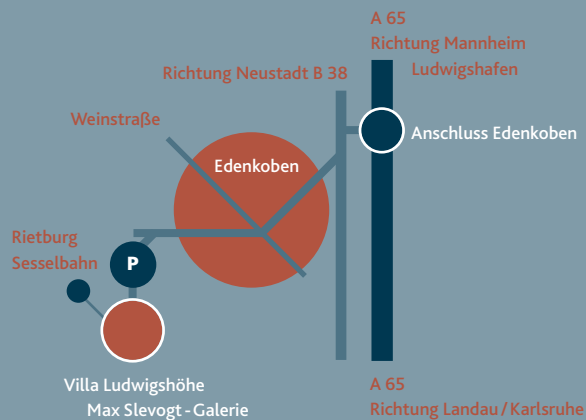 A 65
Richtung Mannheim
Ludwigshafen
Richtung Neustadt B 38
Weinstraße
Anschluss Edenkoben
Edenkoben
Rietburg
Sesselbahn
P
Villa Ludwigshöhe
Max Slevogt - Galerie
A 65
Richtung Landau / Karlsruhe